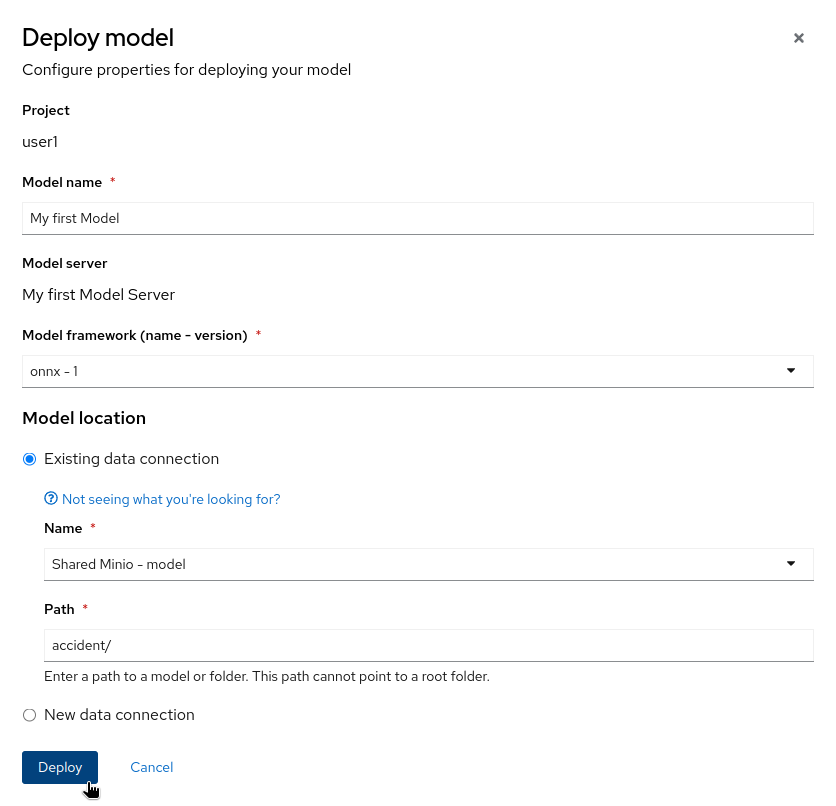 Deploy model
Configure properties for deploying your model
Project
user1
Model name *
My first Model
Model server
My first Model Server
Model framework (name - version) *
onnx - 1
Model location
Existing data connection
Not seeing what you're looking for?
Name *
Shared Minio - model
Path *
accident/
Enter a path to a model or folder. This path cannot point to a root folder.
New data connection
Deploy Cancel